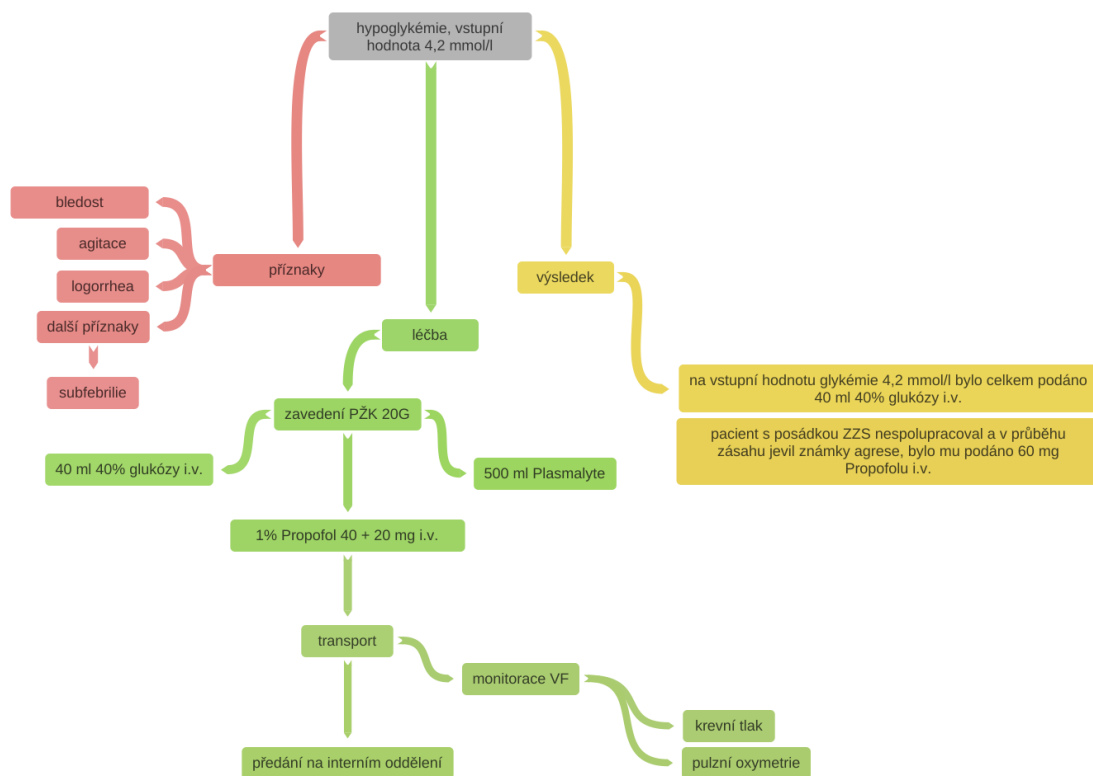 hypoglykémie, vstupní
hodnota 4,2 mmol/l
příznaky
bledost
agitace
logorrhea
další příznaky
subfebrilie
léčba
zavedení PŽK 20G
40 ml 40% glukózy i.v.
500 ml Plasmalyte
1% Propofol 40 + 20 mg i.v.
transport
monitorace VF
krevní tlak
pulzní oxymetrie
předání na interním oddělení
výsledek
na vstupní hodnotu glykémie 4,2 mmol/l bylo celkem podáno
40 ml 40% glukózy i.v.
pacient s posádkou ZZS nespolupracoval a v průběhu
zásahu jevil známky agrese, bylo mu podáno 60 mg
Propofolu i.v.